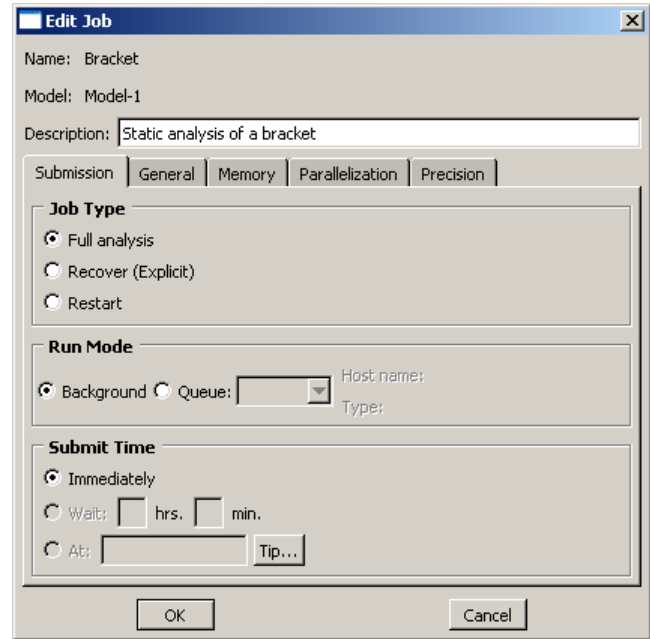 Edit Job
Name: Bracket
Model: Model-1
Description: Static analysis of a bracket
Submission General Memory Parallelization Precision
Job Type
Full analysis
Recover (Explicit)
Restart
Run Mode
Background Queue: Host name:
Type:
Submit Time
Immediately
Wait: hrs. min.
At: Tip...
OK Cancel